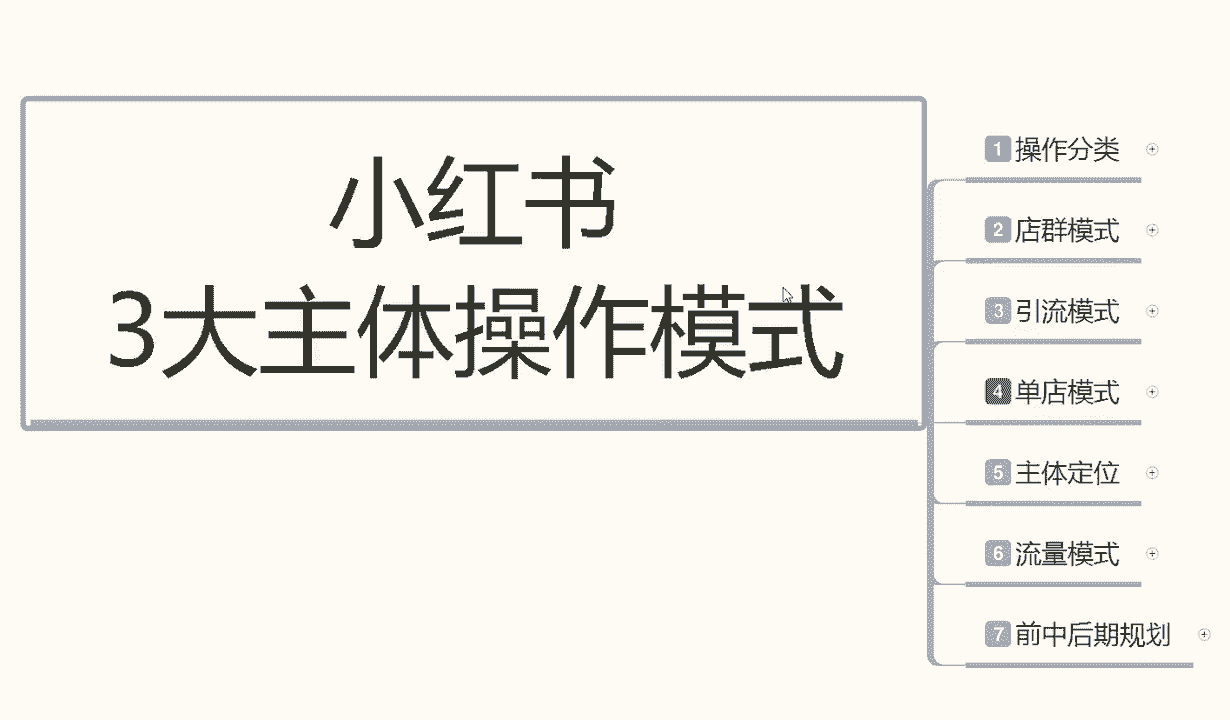 小红书
3大主体操作模式
1 操作分类
2 店群模式
3 引流模式
4 单店模式
5 主体定位
6 流量模式
7 前中后期规划